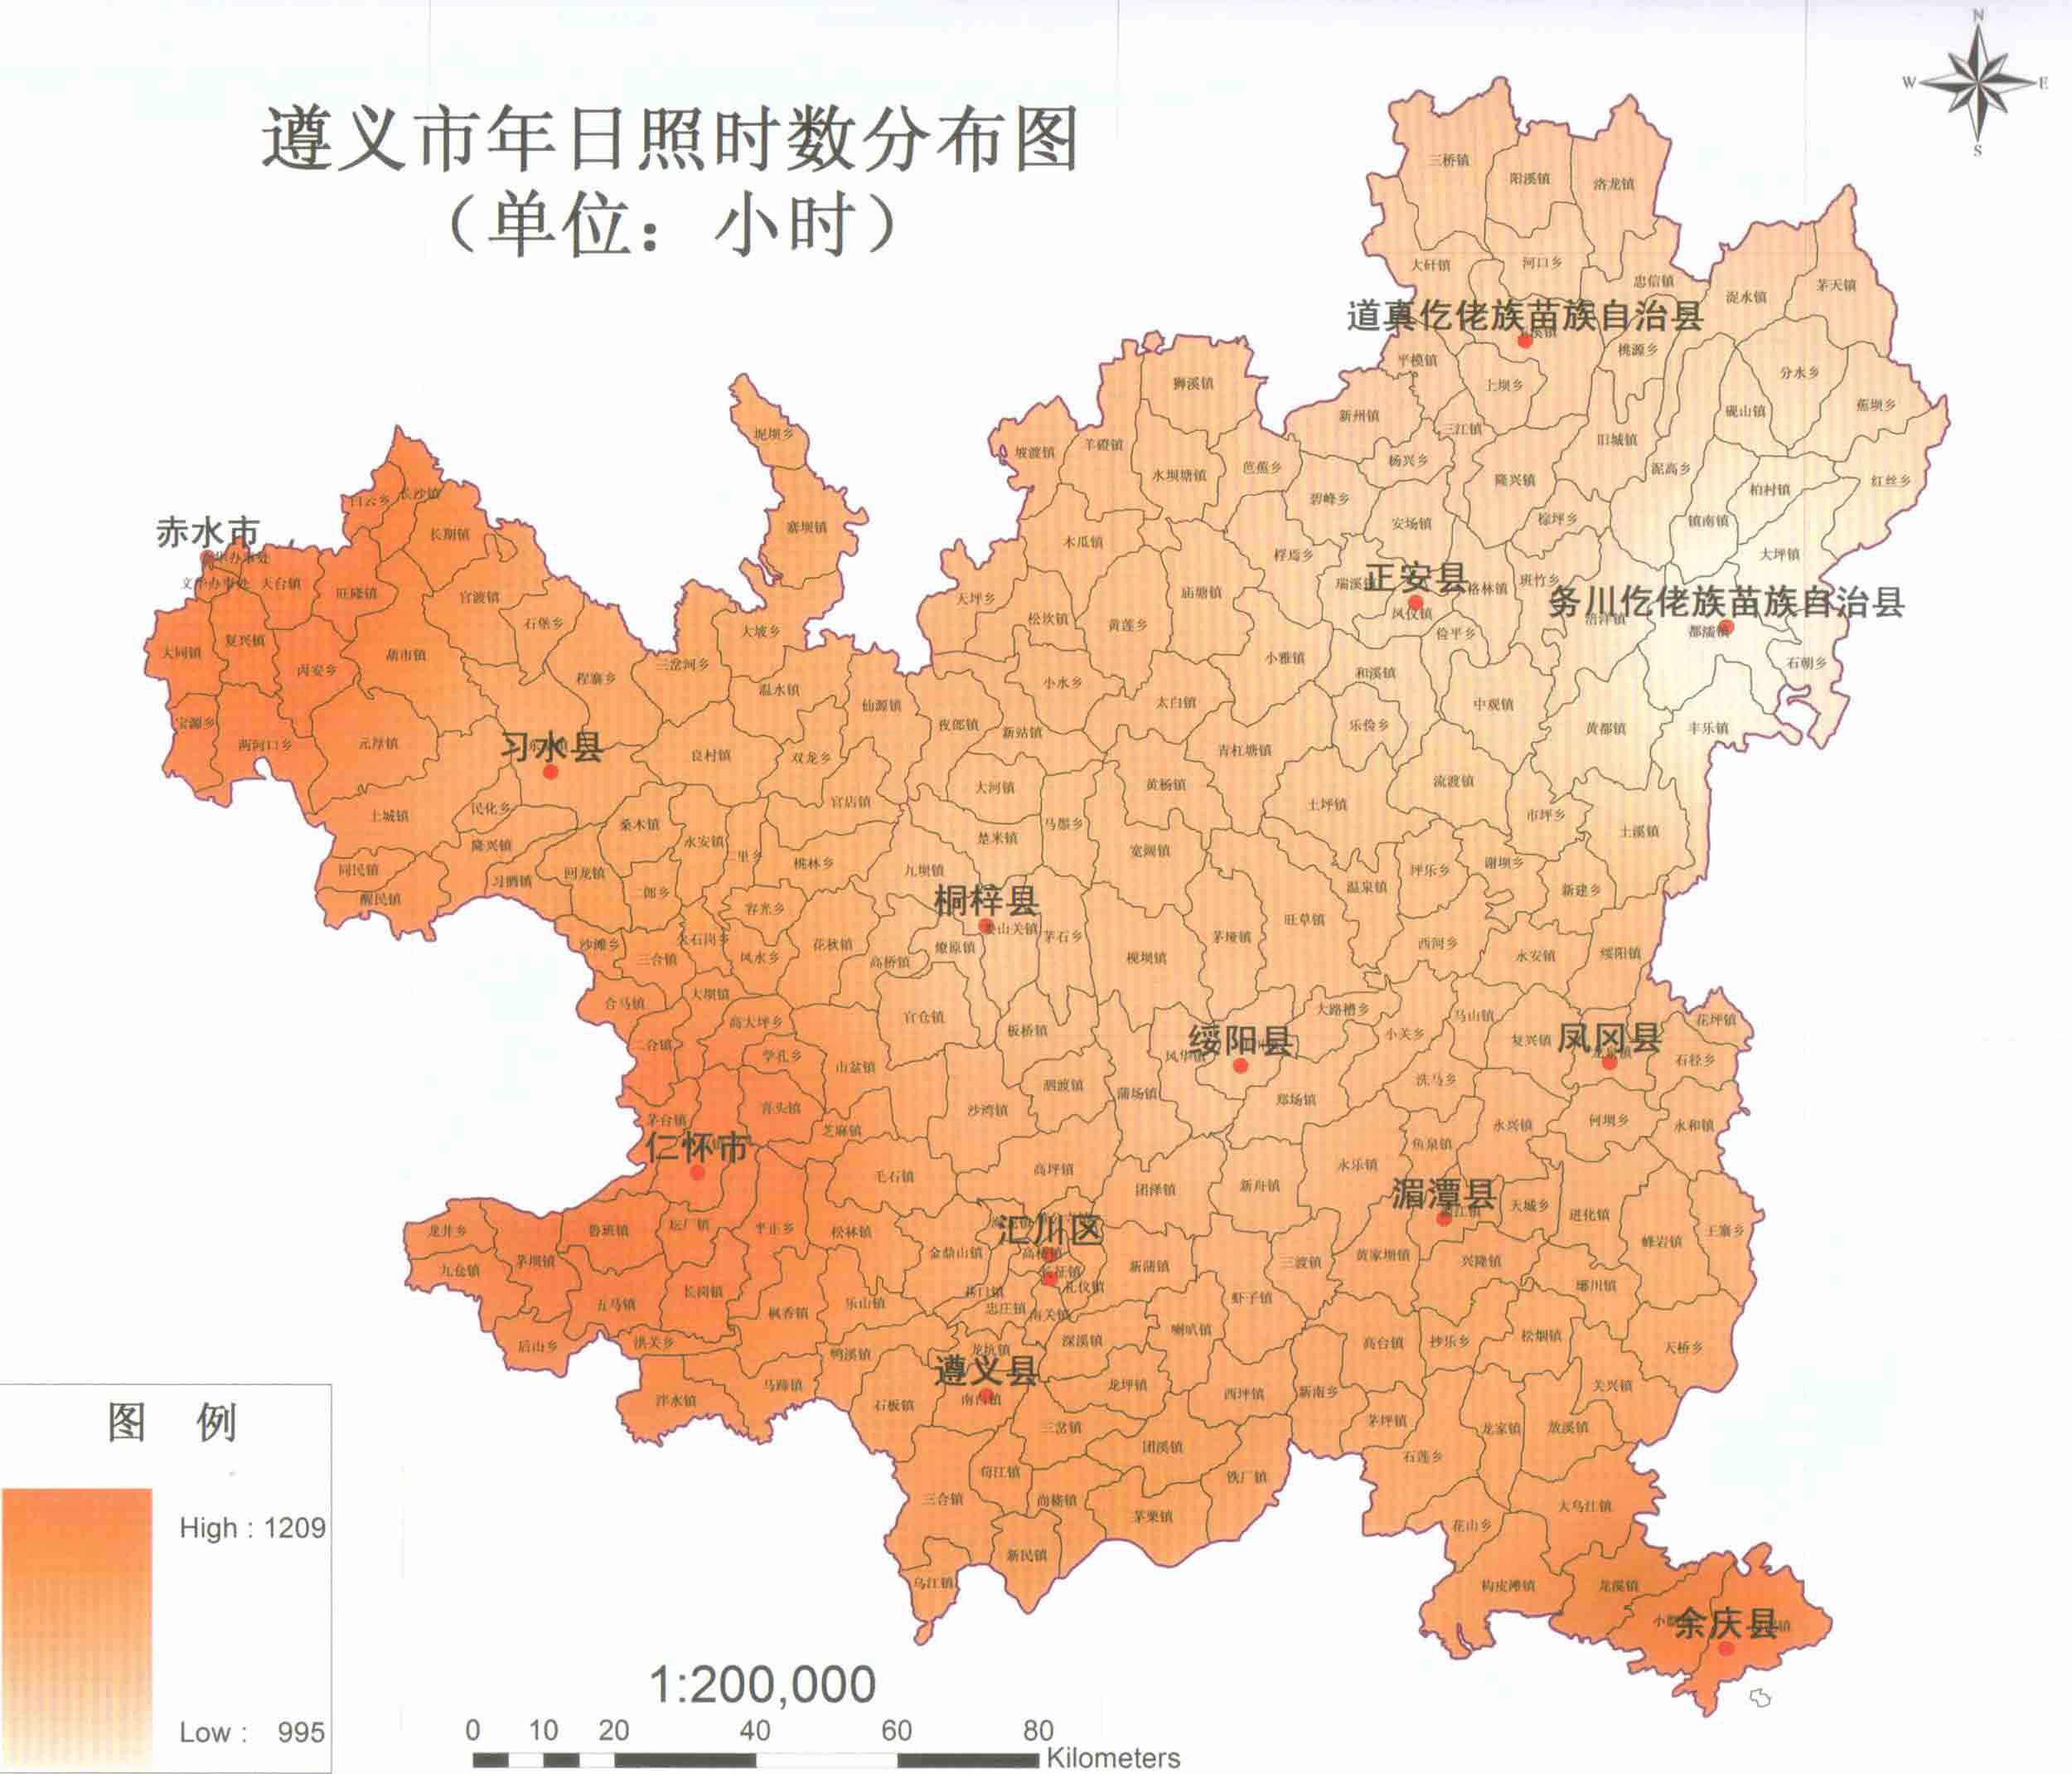 遵义市年日照时数分布图
（单位：小时）
N
W
E
S
三桥镇
阳溪镇
洛龙镇
大矸镇
河口乡
忠信镇
浞水镇
茅天镇
道真仡佬族苗族自治县
平模镇
上坝乡
桃源乡
分水乡
狮溪镇
新州镇
三江镇
砚山镇
蕉坝乡
坭坝乡
坡渡镇
羊磴镇
水坝塘镇
芭蕉乡
杨兴乡
旧城镇
泥高乡
隆兴镇
柏村镇
红丝乡
碧峰乡
安场镇
棕坪乡
镇南镇
大坪镇
白云乡
长沙镇
长期镇
寨坝镇
木瓜镇
桴焉乡
赤水市
天台镇
旺隆镇
官渡镇
石堡乡
天坪乡
松坎镇
黄莲乡
庙塘镇
瑞溪镇
正安县
格林镇
班竹乡
凤仪镇
俭平乡
务川仡佬族苗族自治县
都濡镇
石朝乡
大同镇
复兴镇
丙安乡
葫市镇
程寨乡
三岔河乡
大坡乡
温水镇
仙源镇
小水乡
太白镇
小雅镇
和溪镇
中观镇
黄都镇
丰乐镇
宝源乡
两河口乡
元厚镇
习水县
良村镇
双龙乡
夜郎镇
新站镇
青杠塘镇
乐俭乡
土城镇
民化乡
官店镇
大河镇
黄杨镇
土坪镇
流渡镇
市坪乡
土溪镇
隆兴镇
桑木镇
永安镇
二里乡
桃林乡
楚米镇
马鬃乡
宽阔镇
同民镇
醒民镇
习酒镇
回龙镇
二郎乡
九坝镇
温泉镇
坪乐乡
谢坝乡
新建乡
容光乡
桐梓县
娄山关镇
茅石乡
旺草镇
沙滩乡
三合镇
火石岗乡
风水乡
花秋镇
高桥镇
燎原镇
枧坝镇
茅垭镇
西河乡
永安镇
绥阳镇
合马镇
大坝镇
高大坪乡
官仓镇
板桥镇
大路槽乡
小关乡
马山镇
复兴镇
凤冈县
龙泉镇
花坪镇
石径乡
二合镇
学孔乡
山盆镇
绥阳县
风华镇
泗渡镇
蒲场镇
郑场镇
洗马乡
永兴镇
何坝乡
永和镇
茅台镇
喜头镇
芝麻镇
沙湾镇
鱼泉镇
仁怀市
毛石镇
高坪镇
团泽镇
新舟镇
永乐镇
湄潭县
湄江镇
天城乡
进化镇
王寨乡
龙井乡
鲁班镇
坛厂镇
平正乡
松林镇
汇川区
金鼎山镇
高桥镇
长征镇
礼仪镇
新蒲镇
三渡镇
黄家坝镇
兴隆镇
峰岩镇
九仓镇
茅坝镇
五马镇
长岗镇
枫香镇
乐山镇
巷口镇
忠庄镇
南关镇
虾子镇
琊川镇
后山乡
洪关乡
鸭溪镇
龙坑镇
深溪镇
喇叭镇
高台镇
抄乐乡
松烟镇
天桥乡
遵义县
南白镇
泮水镇
马蹄镇
石板镇
龙坪镇
西坪镇
新南乡
关兴镇
三岔镇
茅坪镇
龙家镇
敖溪镇
团溪镇
石莲乡
苟江镇
铁厂镇
三合镇
尚嵇镇
茅栗镇
大乌江镇
花山乡
新民镇
乌江镇
构皮滩镇
龙溪镇
余庆县
图 例
High : 1209
Low : 995
1:200,000
0 10 20 40 60 80
Kilometers